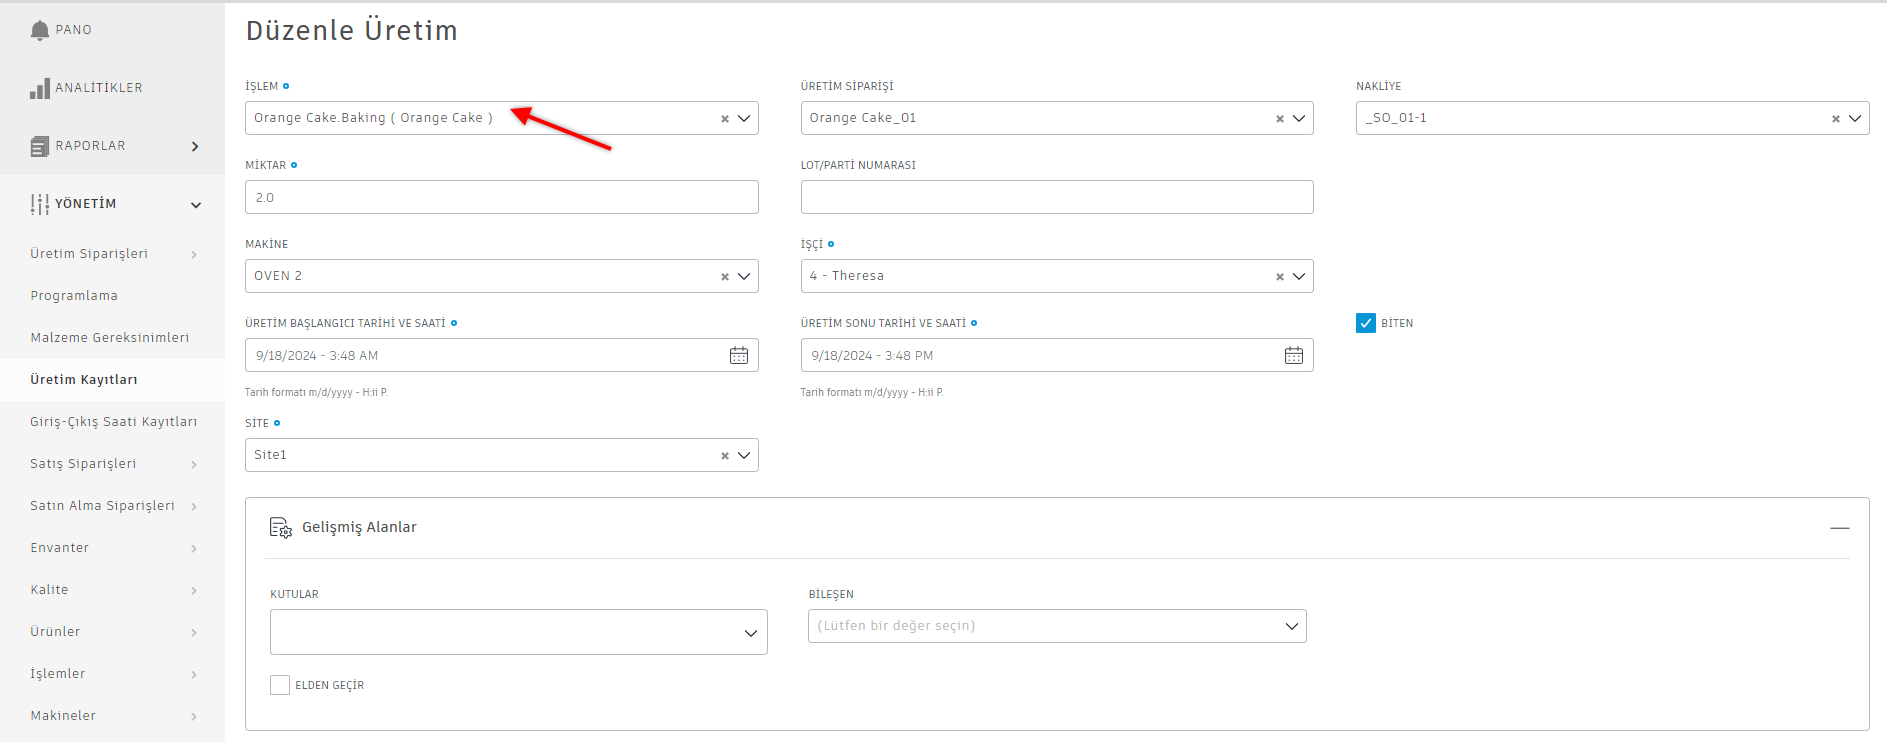 PANO
ANALİTİKLER
RAPORLAR
YÖNETİM
Üretim Siparişleri
Programlama
Malzeme Gereksinimleri
Üretim Kayıtları
Giriş-Çıkış Saati Kayıtları
Satış Siparişleri
Satın Alma Siparişleri
Envanter
Kalite
Ürünler
İşlemler
Makineler
Düzenle Üretim
İŞLEM
Orange Cake.Baking ( Orange Cake )
ÜRETİM SİPARİŞİ
Orange Cake_01
NAKLİYE
_SO_01-1
MİKTAR
2.0
LOT/PARTİ NUMARASI
MAKİNE
OVEN 2
İŞÇİ
4 - Theresa
ÜRETİM BAŞLANGICI TARİHİ VE SAATİ
9/18/2024 - 3:48 AM
Tarih formatı m/d/yyyy - H:ii P.
ÜRETİM SONU TARİHİ VE SAATİ
9/18/2024 - 3:48 PM
Tarih formatı m/d/yyyy - H:ii P.
BİTEN
SİTE
Site1
Gelişmiş Alanlar
KUTULAR
BİLEŞEN
(Lütfen bir değer seçin)
ELDEN GEÇİR